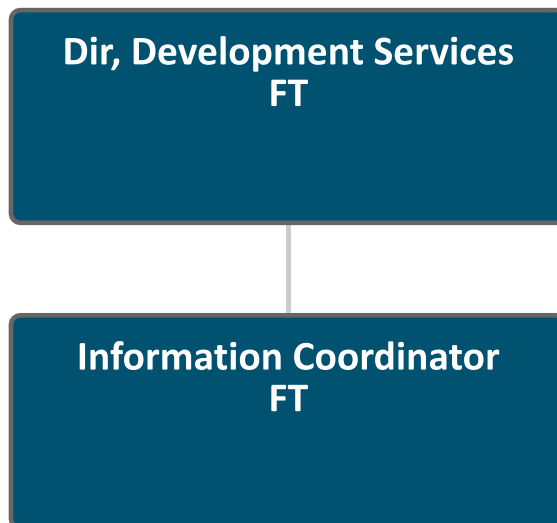 Dir, Development Services
FT
Information Coordinator
FT